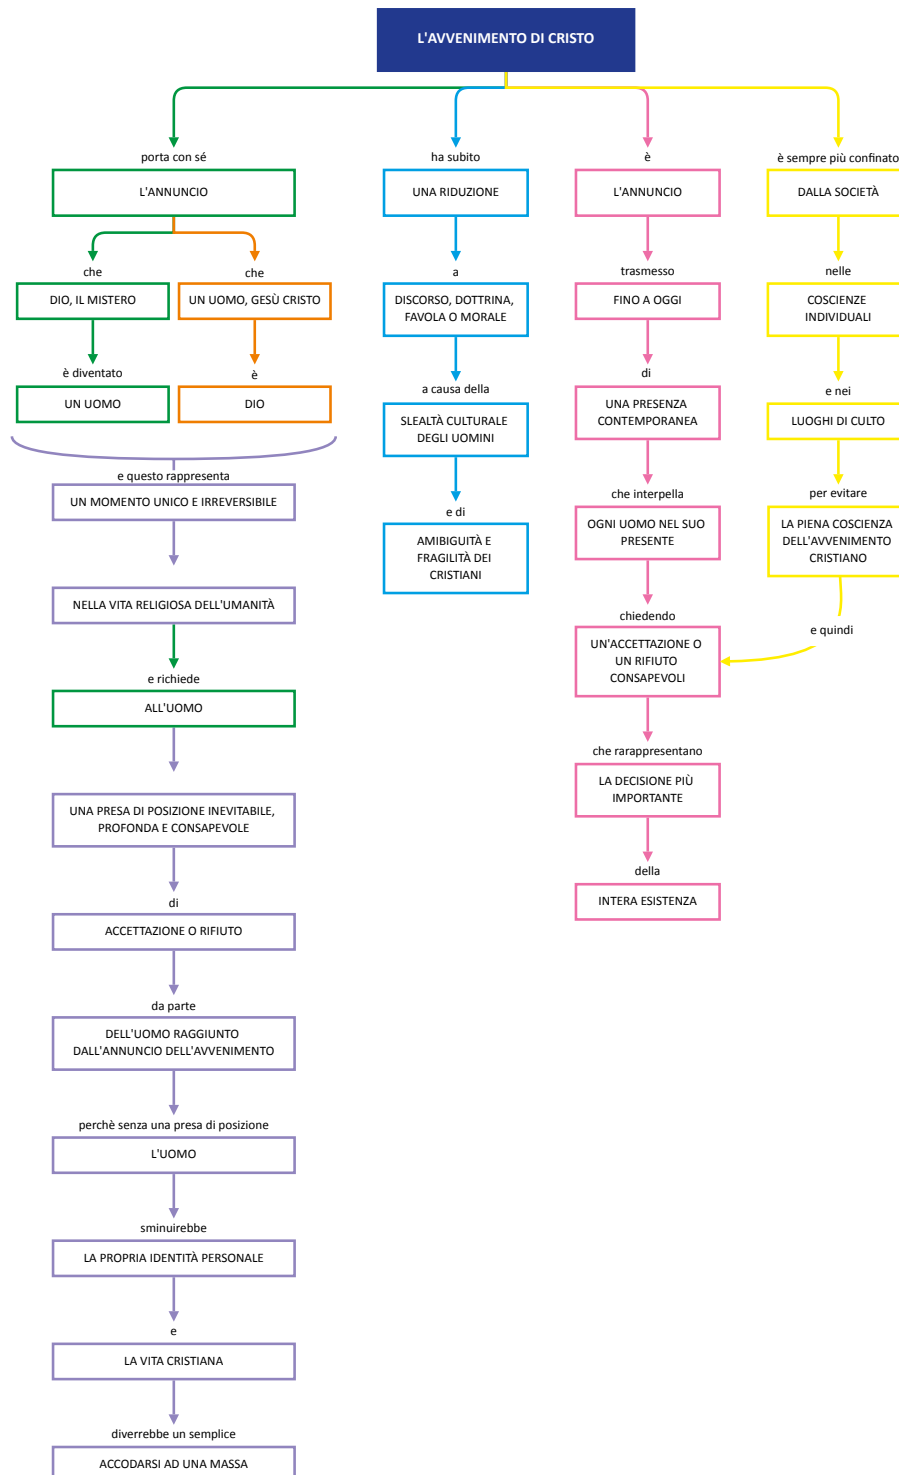 L'AVVENIMENTO DI CRISTO
porta con sé
L'ANNUNCIO
che
DIO, IL MISTERO
è diventato
UN UOMO
che
UN UOMO, GESÙ CRISTO
è
DIO
e questo rappresenta
UN MOMENTO UNICO E IRREVERSIBILE
NELLA VITA RELIGIOSA DELL'UMANITÀ
e richiede
ALL'UOMO
UNA PRESA DI POSIZIONE INEVITABILE,
PROFONDA E CONSAPEVOLE
di
ACCETTAZIONE O RIFIUTO
da parte
DELL'UOMO RAGGIUNTO
DALL'ANNUNCIO DELL'AVVENIMENTO
perchè senza una presa di posizione
L'UOMO
sminuirebbe
LA PROPRIA IDENTITÀ PERSONALE
e
LA VITA CRISTIANA
diverrebbe un semplice
ACCODARSI AD UNA MASSA
ha subito
UNA RIDUZIONE
a
DISCORSO, DOTTRINA,
FAVOLA O MORALE
a causa della
SLEALTÀ CULTURALE
DEGLI UOMINI
e di
AMIBIGUITÀ E
FRAGILITÀ DEI
CRISTIANI
è
L'ANNUNCIO
trasmesso
FINO A OGGI
di
UNA PRESENZA
CONTEMPORANEA
che interpella
OGNI UOMO NEL SUO
PRESENTE
chiedendo
UN'ACCETTAZIONE O
UN RIFIUTO
CONSAPEVOLI
che rarappresentano
LA DECISIONE PIÙ
IMPORTANTE
della
INTERA ESISTENZA
è sempre più confinato
DALLA SOCIETÀ
nelle
COSCIENZE
INDIVIDUALI
e nei
LUOGHI DI CULTO
per evitare
LA PIENA COSCIENZA
DELL'AVVENIMENTO
CRISTIANO
e quindi